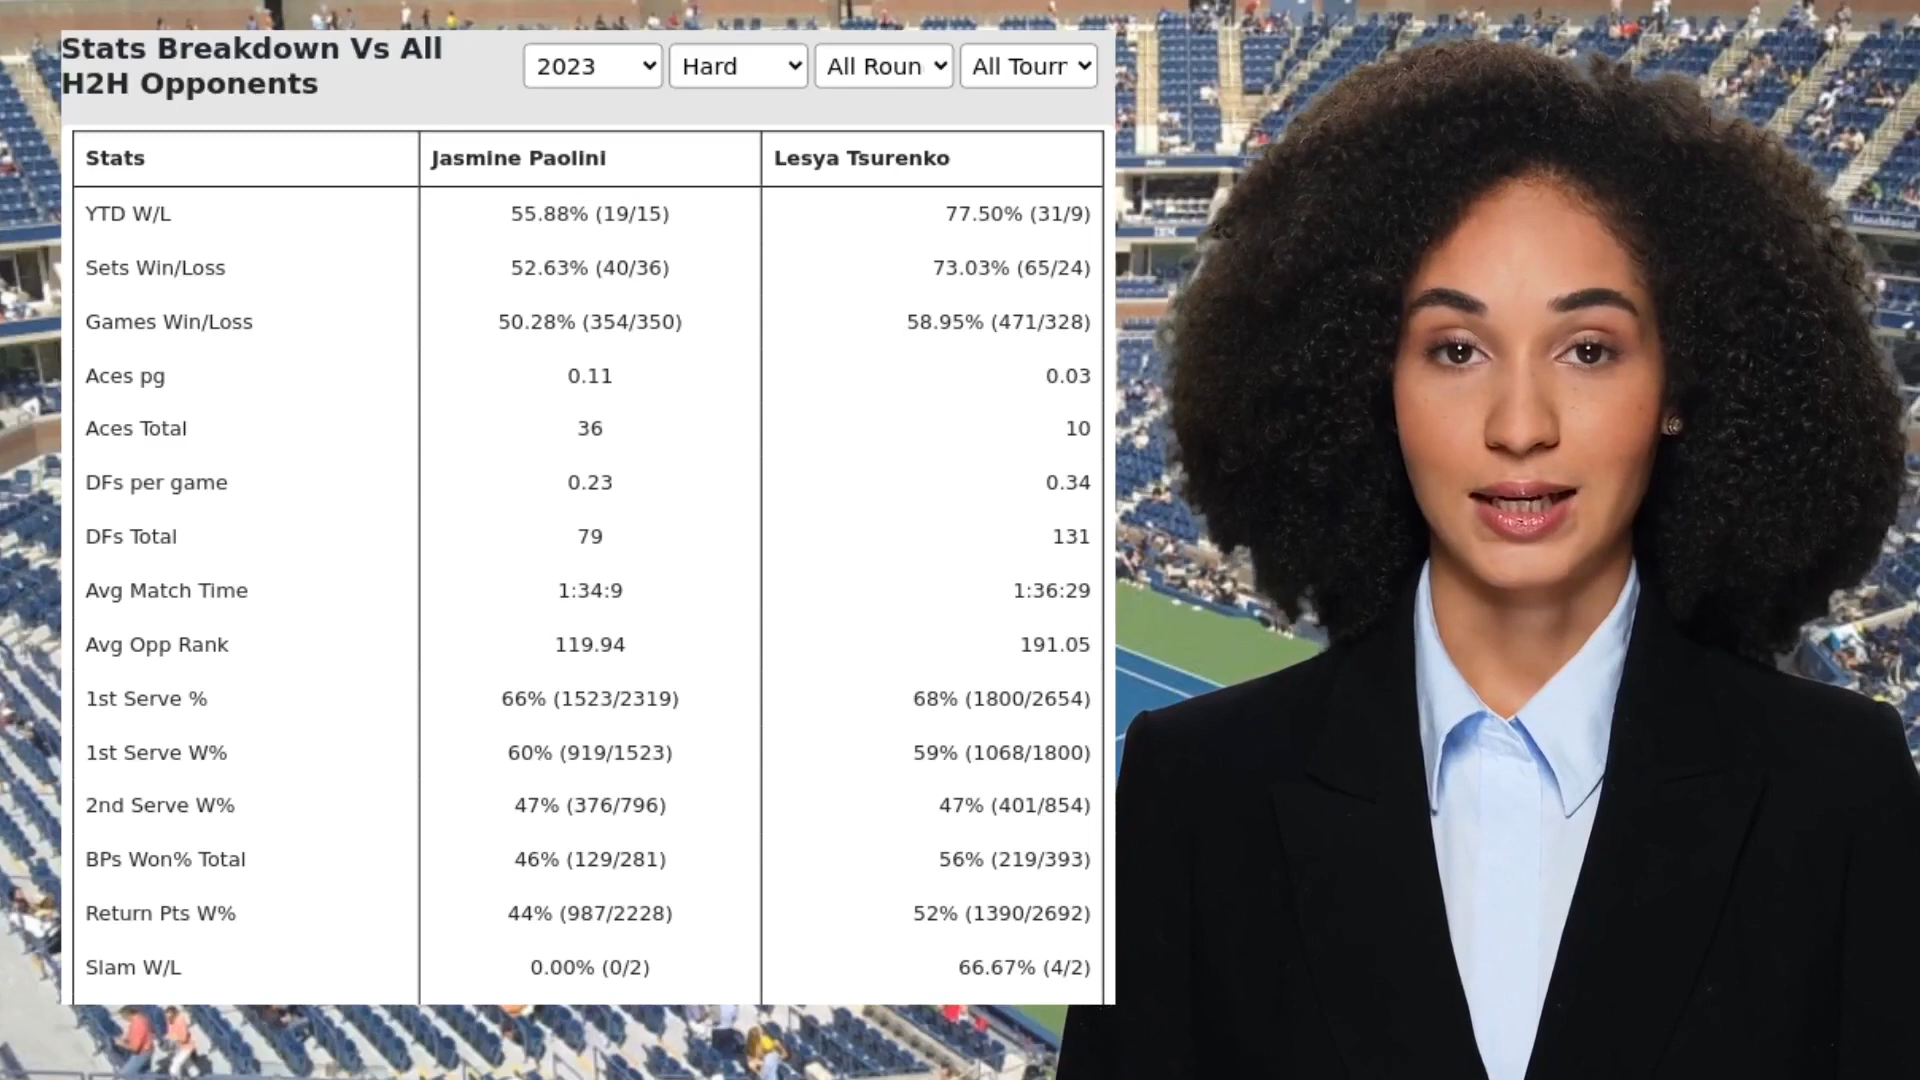 Stats Breakdown Vs All
H2H Opponents
2023 Hard All Roun All Tourr
Stats Jasmine Paolini Lesya Tsurenko
YTD W/L 55.88% (19/15) 77.50% (31/9)
Sets Win/Loss 52.63% (40/36) 73.03% (65/24)
Games Win/Loss 50.28% (354/350) 58.95% (471/328)
Aces pg 0.11 0.03
Aces Total 36 10
DFs per game 0.23 0.34
DFs Total 79 131
Avg Match Time 1:34:9 1:36:29
Avg Opp Rank 119.94 191.05
1st Serve % 66% (1523/2319) 68% (1800/2654)
1st Serve W% 60% (919/1523) 59% (1068/1800)
2nd Serve W% 47% (376/796) 47% (401/854)
BPs Won% Total 46% (129/281) 56% (219/393)
Return Pts W% 44% (987/2228) 52% (1390/2692)
Slam W/L 0.00% (0/2) 66.67% (4/2)
IBM